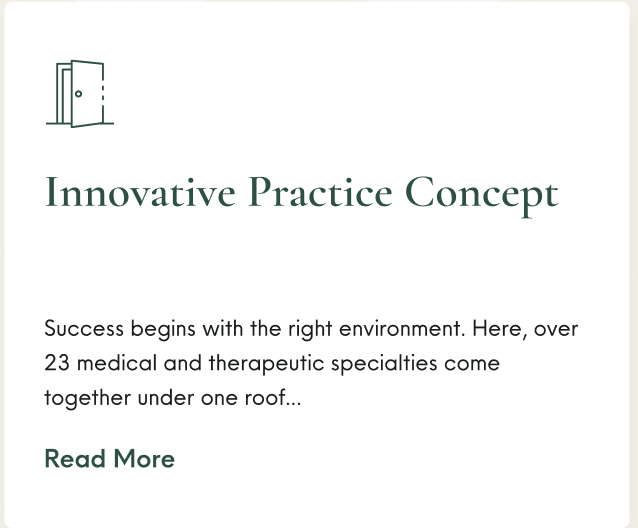 Innovative Practice Concept
Success begins with the right environment. Here, over
23 medical and therapeutic specialties come
together under one roof...
Read More